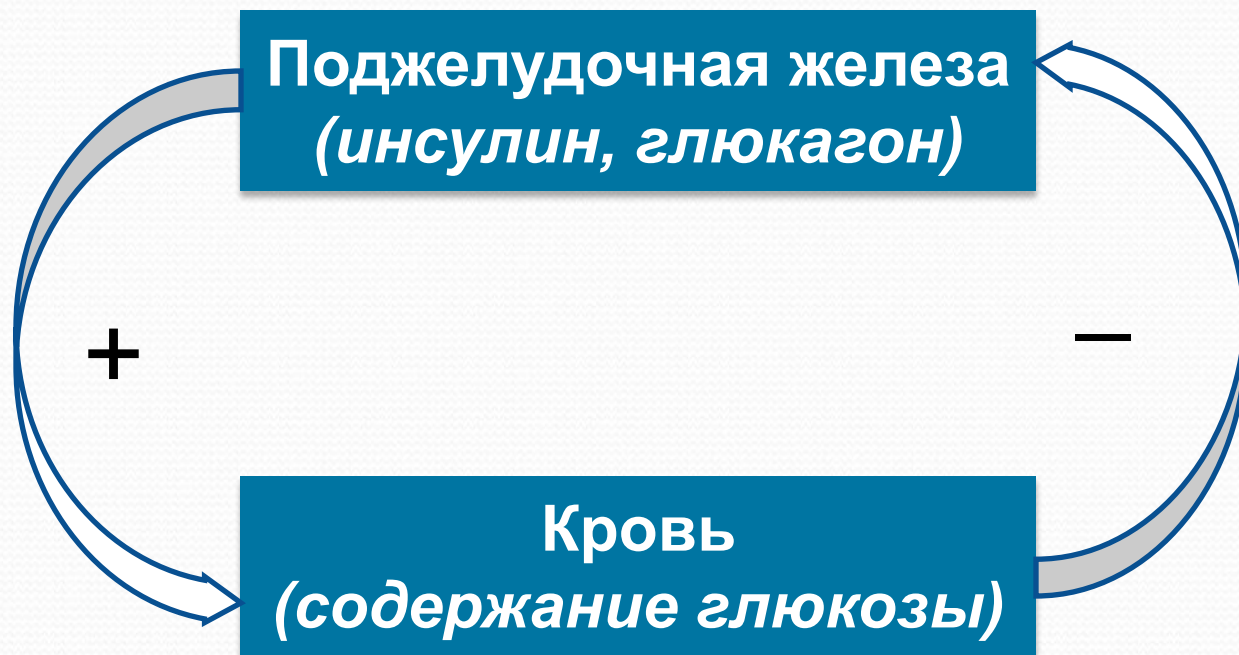 Поджелудочная железа
(инсулин, глюкагон)
+
–
Кровь
(содержание глюкозы)